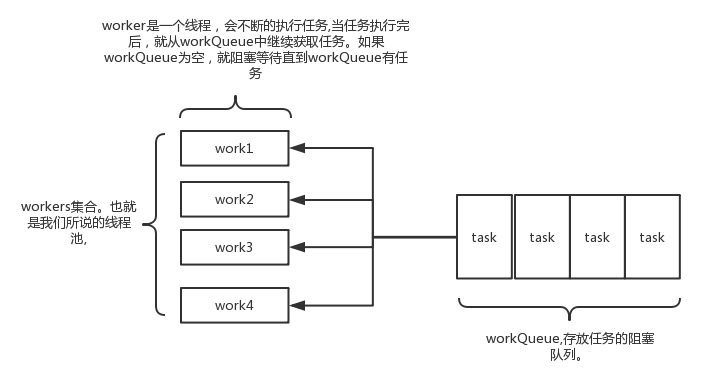 worker是一个线程，会不断的执行任务,当任务执行完
后，就从workQueue中继续获取任务。如果
workQueue为空，就阻塞等待直到workQueue有任
务
work1
work2
workers集合。也就
是我们所说的线程
池,
work3
work4
task
task
task
task
workQueue,存放任务的阻塞
队列。